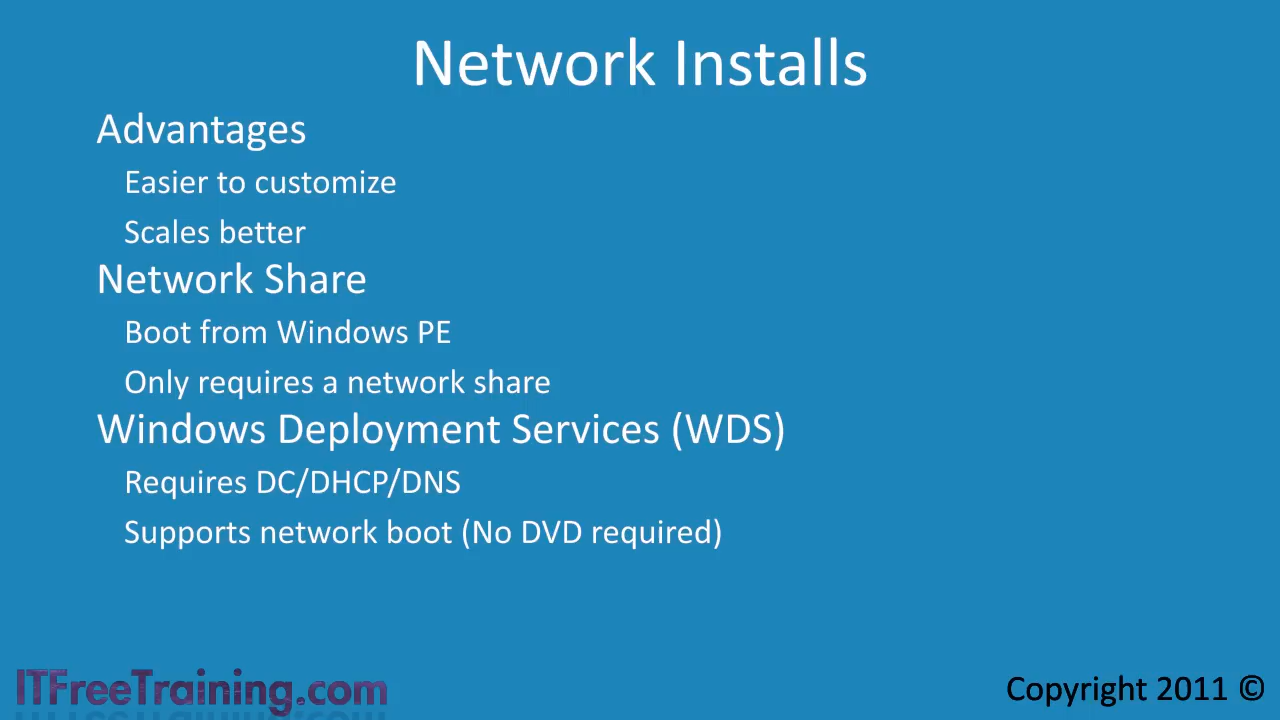 Network Installs
Advantages
Easier to customize
Scales better
Network Share
Boot from Windows PE
Only requires a network share
Windows Deployment Services (WDS)
Requires DC/DHCP/DNS
Supports network boot (No DVD required)
ITFreeTraining.com
Copyright 2011 ©